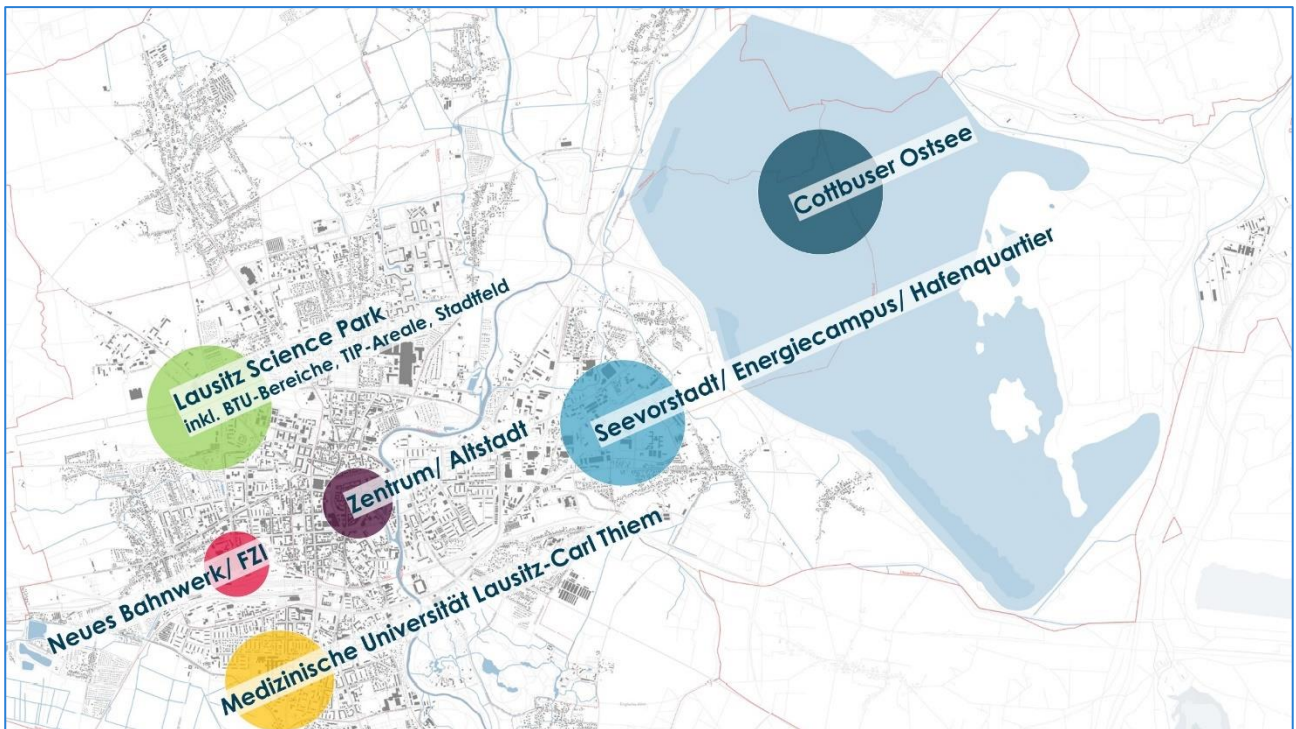 Cottbuser Ostsee
Seevorstadt/ Energiecampus/ Hafenquartier
Lausitz Science Park
inkl. BTU-Bereiche, TIP-Areale, Stadtfeld
Zentrum/ Altstadt
Neues Bahnwerk/ FZI
Medizinische Universität Lausitz-Carl Thiem